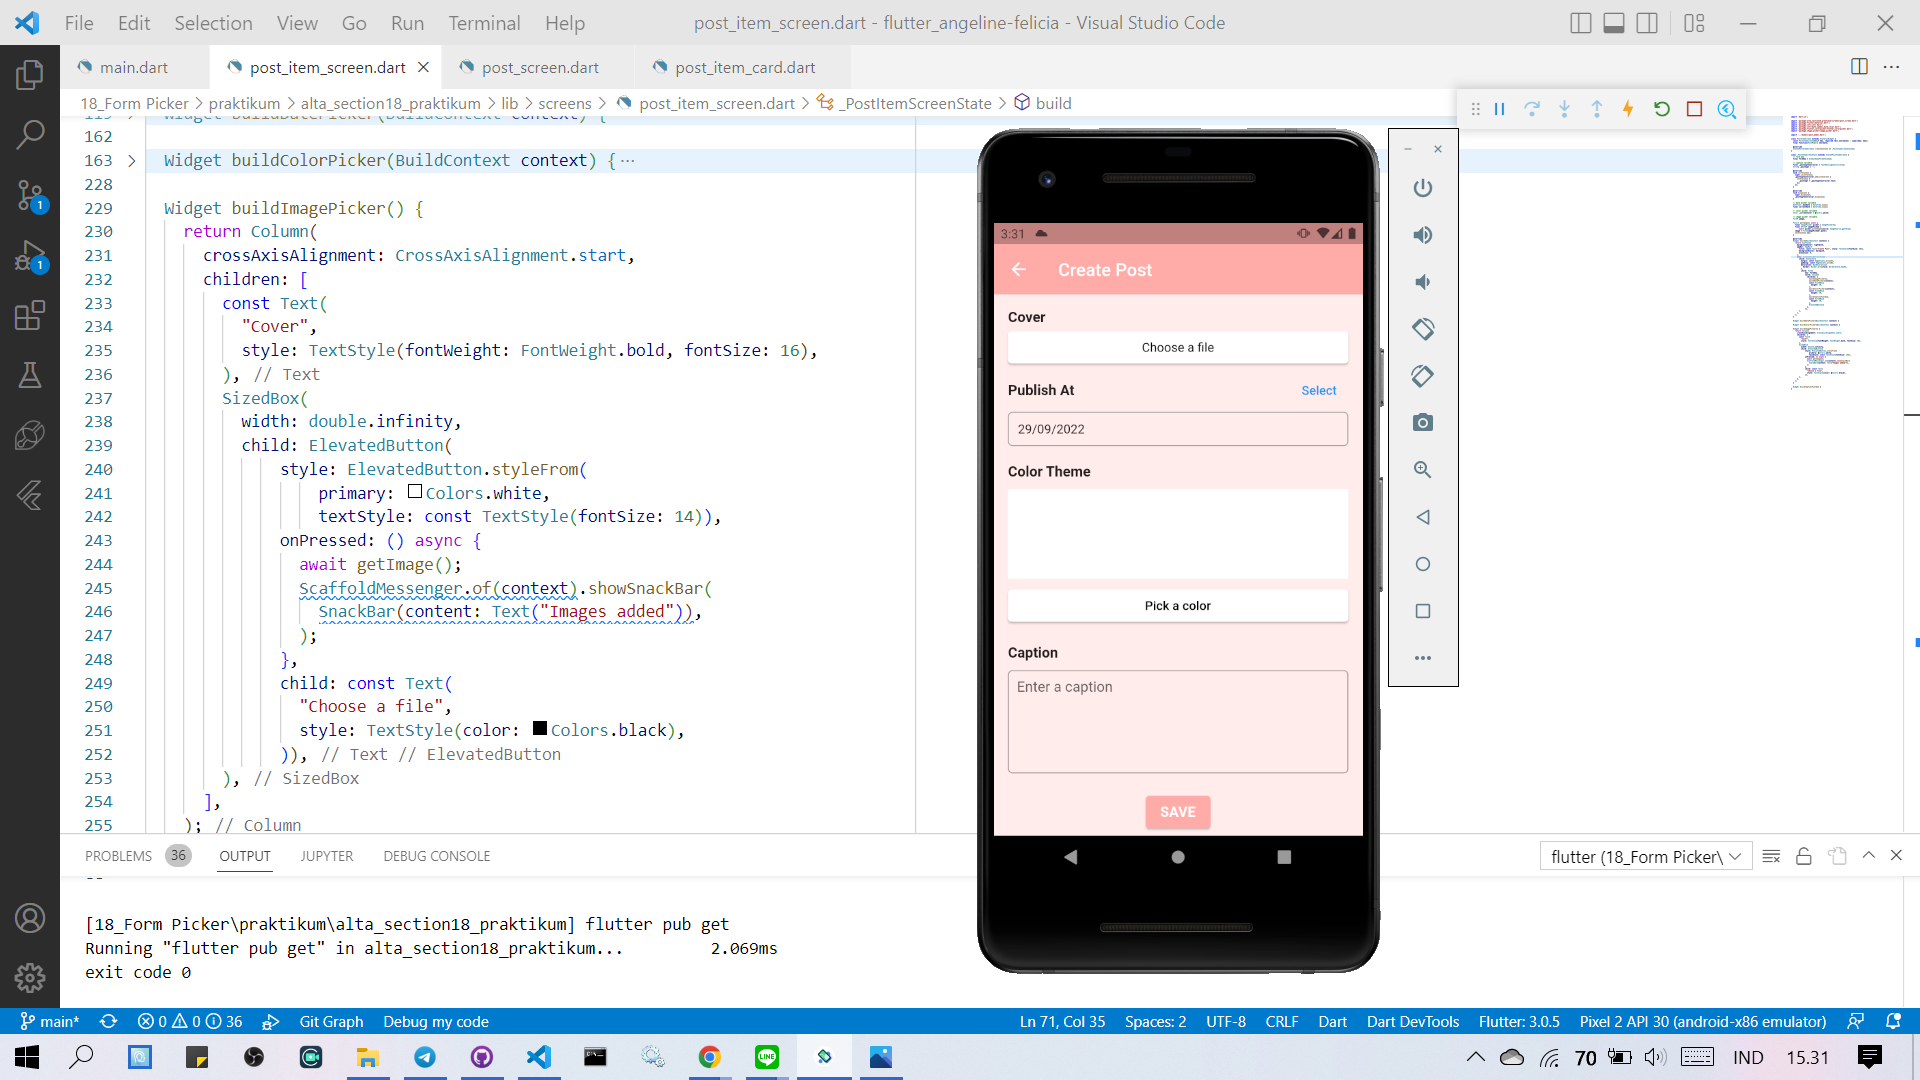 File Edit Selection View Go Run Terminal Help
post_item_screen.dart - flutter_angeline-felicia - Visual Studio Code
main.dart
post_item_screen.dart
post_screen.dart
post_item_card.dart
18_Form Picker > praktikum > alta_section18_praktikum > lib > screens > post_item_screen.dart > _PostItemScreenState > build
119 Widget buildDatePicker(BuildContext context) {
162
163 Widget buildColorPicker(BuildContext context) { ···
228
229 Widget buildImagePicker() {
230 return Column(
231 crossAxisAlignment: CrossAxisAlignment.start,
232 children: [
233 const Text(
234 "Cover",
235 style: TextStyle(fontWeight: FontWeight.bold, fontSize: 16),
236 ), // Text
237 SizedBox(
238 width: double.infinity,
239 child: ElevatedButton(
240 style: ElevatedButton.styleFrom(
241 primary: Colors.white,
242 textStyle: const TextStyle(fontSize: 14)),
243 onPressed: () async {
244 await getImage();
245 ScaffoldMessenger.of(context).showSnackBar(
246 SnackBar(content: Text("Images added")),
247 );
248 },
249 child: const Text(
250 "Choose a file",
251 style: TextStyle(color: Colors.black),
252 )), // Text // ElevatedButton
253 ), // SizedBox
254 ],
255 ); // Column
3:31
Create Post
Cover
Choose a file
Publish At
Select
29/09/2022
Color Theme
Pick a color
Caption
Enter a caption
SAVE
1
1
PROBLEMS 36 OUTPUT JUPYTER DEBUG CONSOLE
flutter (18_Form Picker\
[18_Form Picker\praktikum\alta_section18_praktikum] flutter pub get
Running "flutter pub get" in alta_section18_praktikum... 2.069ms
exit code 0
main* 0 0 36 Git Graph Debug my code
Ln 71, Col 35 Spaces: 2 UTF-8 CRLF Dart Dart DevTools Flutter: 3.0.5 Pixel 2 API 30 (android-x86 emulator)
LINE
70
IND
15.31